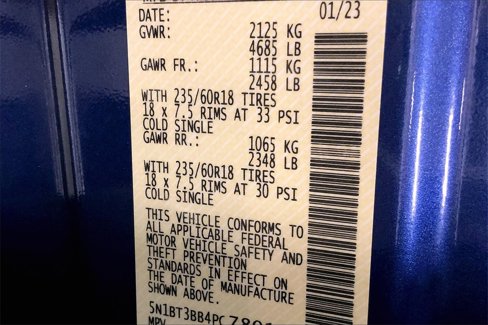 DATE: 01/23
GVWR: 2125 KG
4685 LB
GAWR FR.: 1115 KG
2458 LB
WITH 235/60R18 TIRES
18 x 7.5 RIMS AT 33 PSI
COLD SINGLE
GAWR RR.: 1065 KG
2348 LB
WITH 235/60R18 TIRES
18 x 7.5 RIMS AT 30 PSI
COLD SINGLE
THIS VEHICLE CONFORMS TO
ALL APPLICABLE FEDERAL
MOTOR VEHICLE SAFETY AND
THEFT PREVENTION
STANDARDS IN EFFECT ON
THE DATE OF MANUFACTURE
SHOWN ABOVE.
MPV